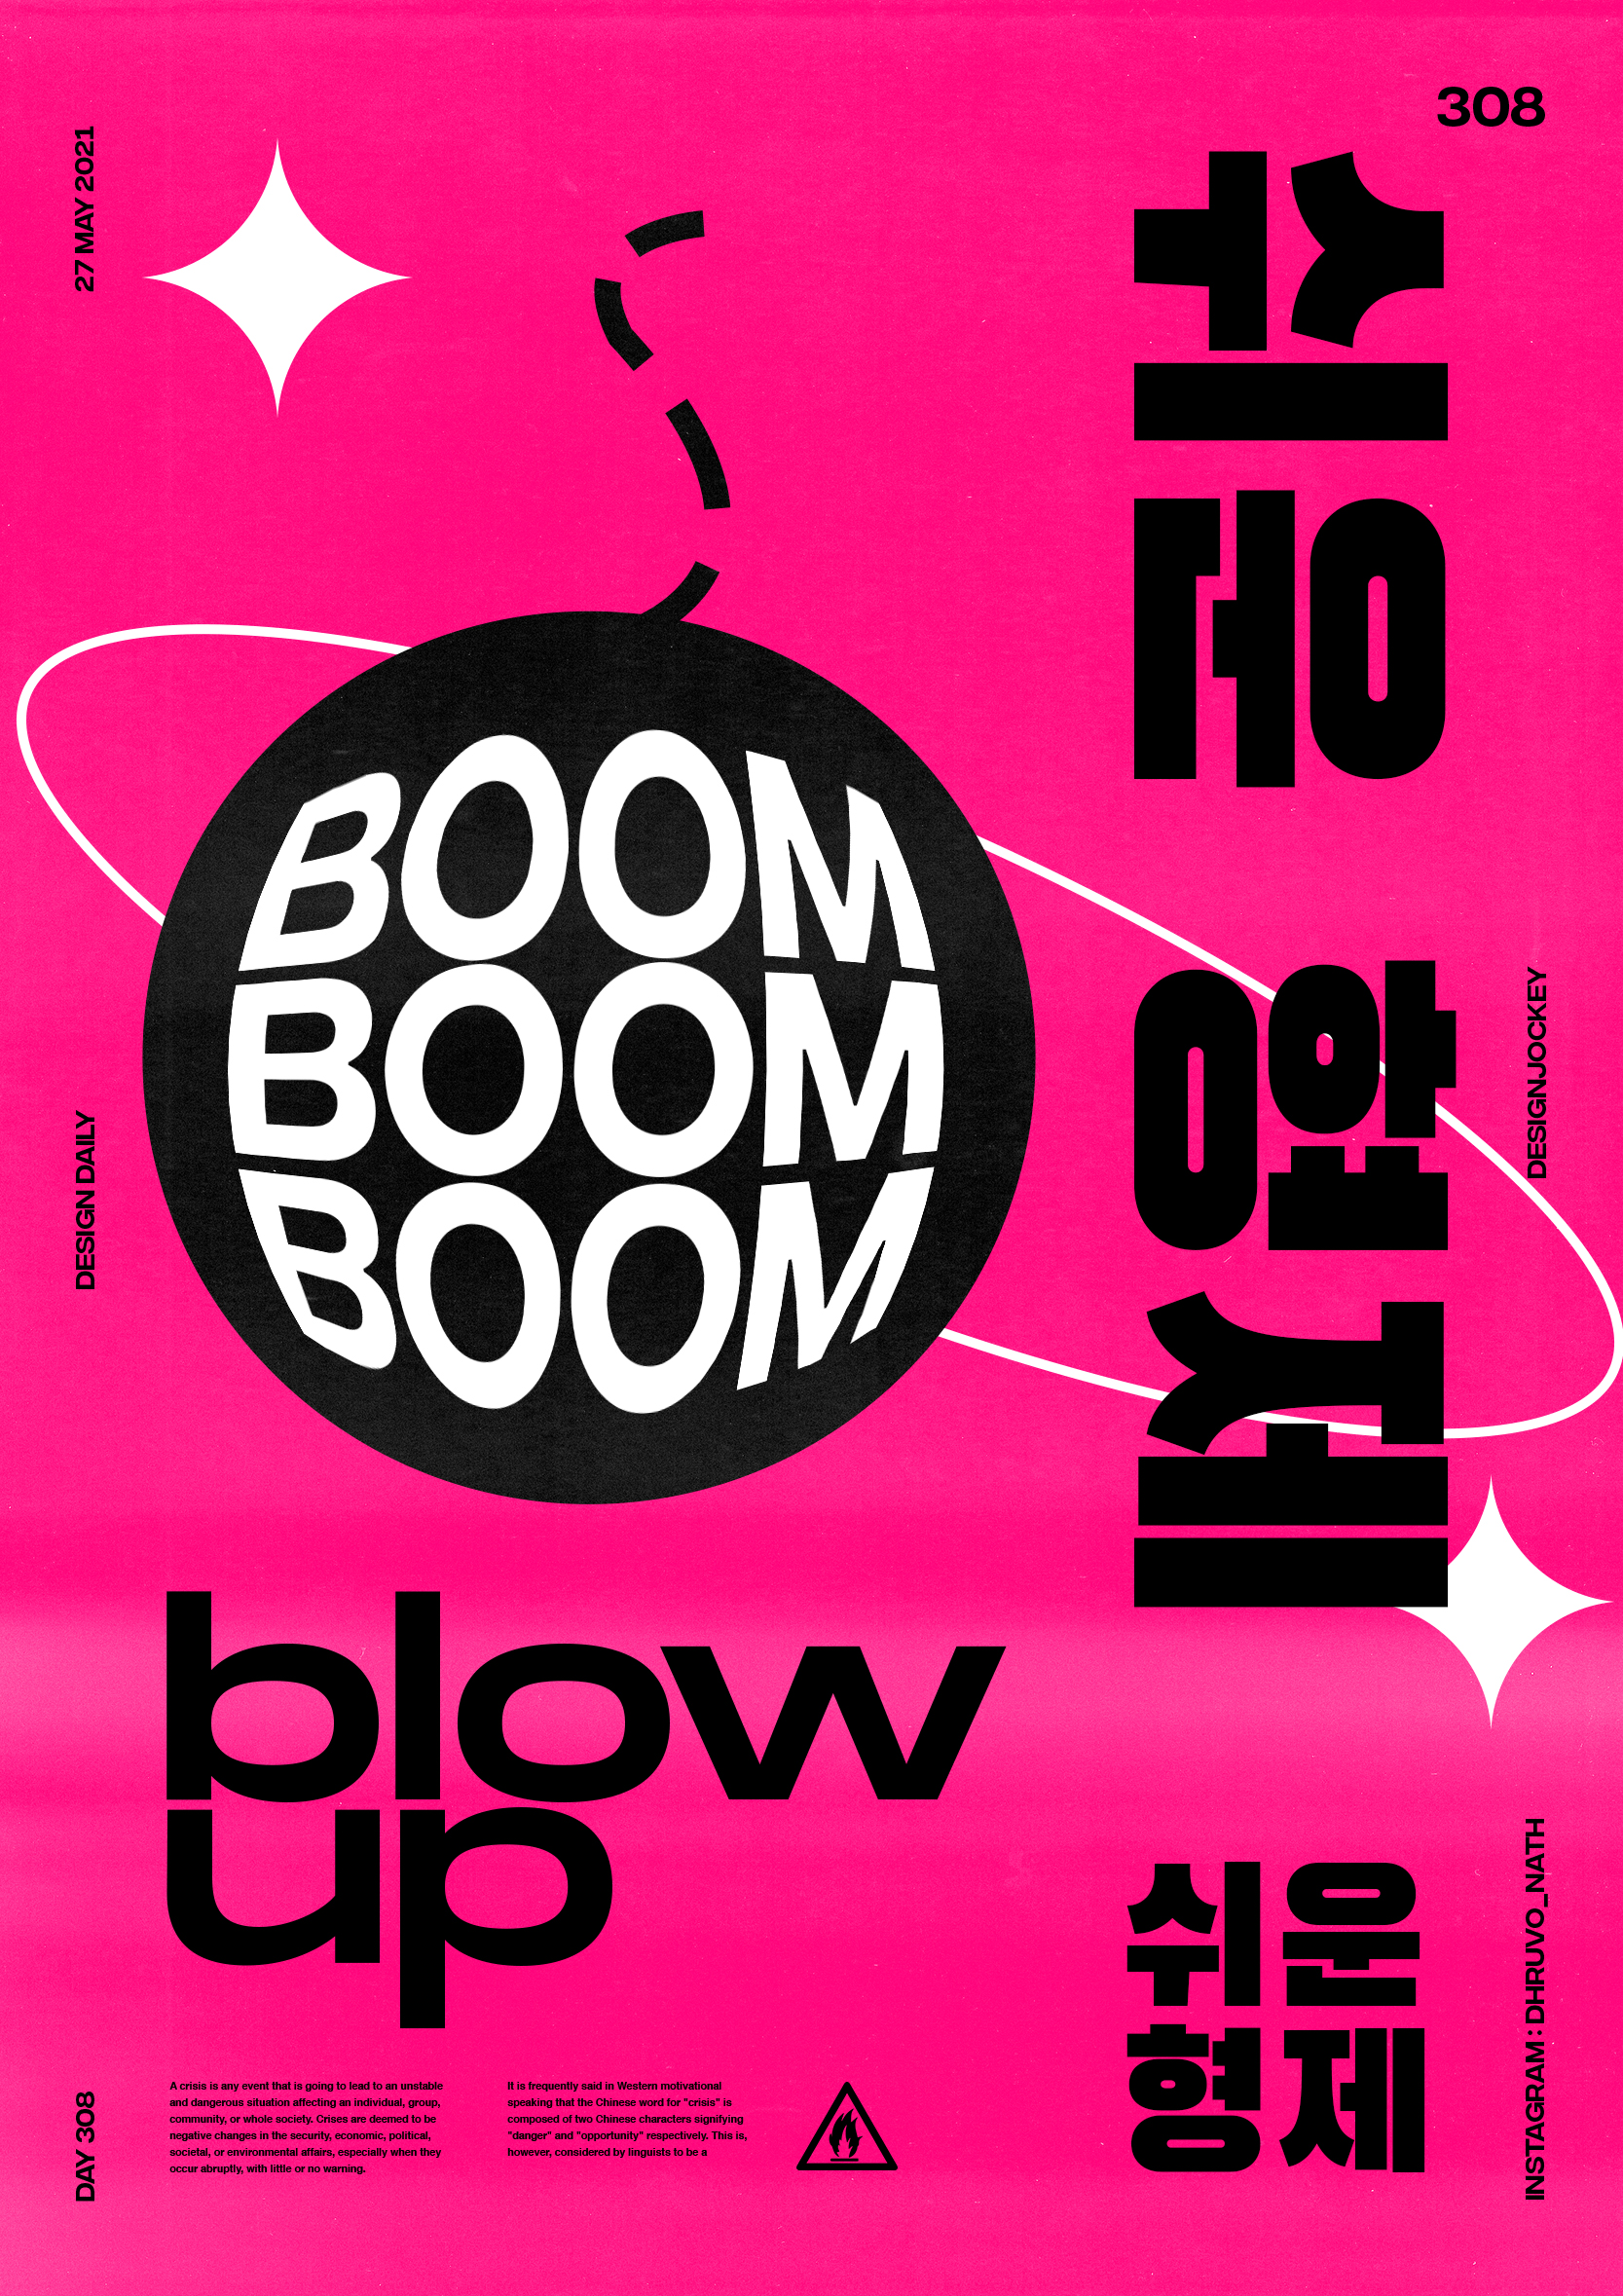 308
27 MAY 2021
쉬운 형제
BOOM
BOOM
BOOM
DESIGN DAILY
DESIGNJOCKEY
blow
up
쉬운
형제
INSTAGRAM : DHRUVO_NATH
DAY 308
A crisis is any event that is going to lead to an unstable
and dangerous situation affecting an individual, group,
community, or whole society. Crises are deemed to be
negative changes in the security, economic, political,
societal, or environmental affairs, especially when they
occur abruptly, with little or no warning.
It is frequently said in Western motivational
speaking that the Chinese word for "crisis" is
composed of two Chinese characters signifying
"danger" and "opportunity" respectively. This is,
however, considered by linguists to be a